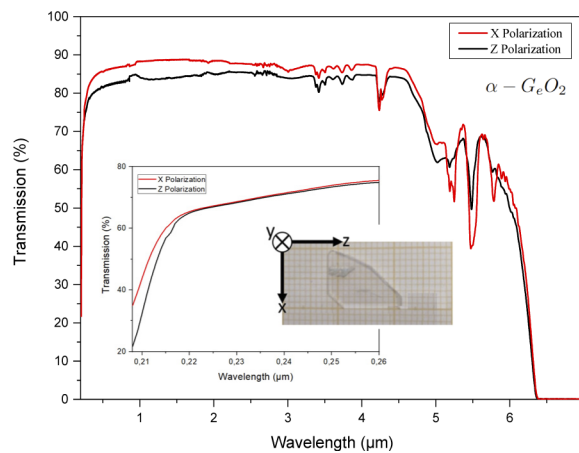 X Polarization
Z Polarization
α − GeO2
100
90
80
70
60
50
40
30
20
10
0
Transmission (%)
1
2
3
4
5
6
Wavelength (μm)
X Polarization
Z Polarization
80
60
40
20
Transmission (%)
0,21
0,22
0,23
0,24
0,25
0,26
Wavelength (μm)
y
z
x